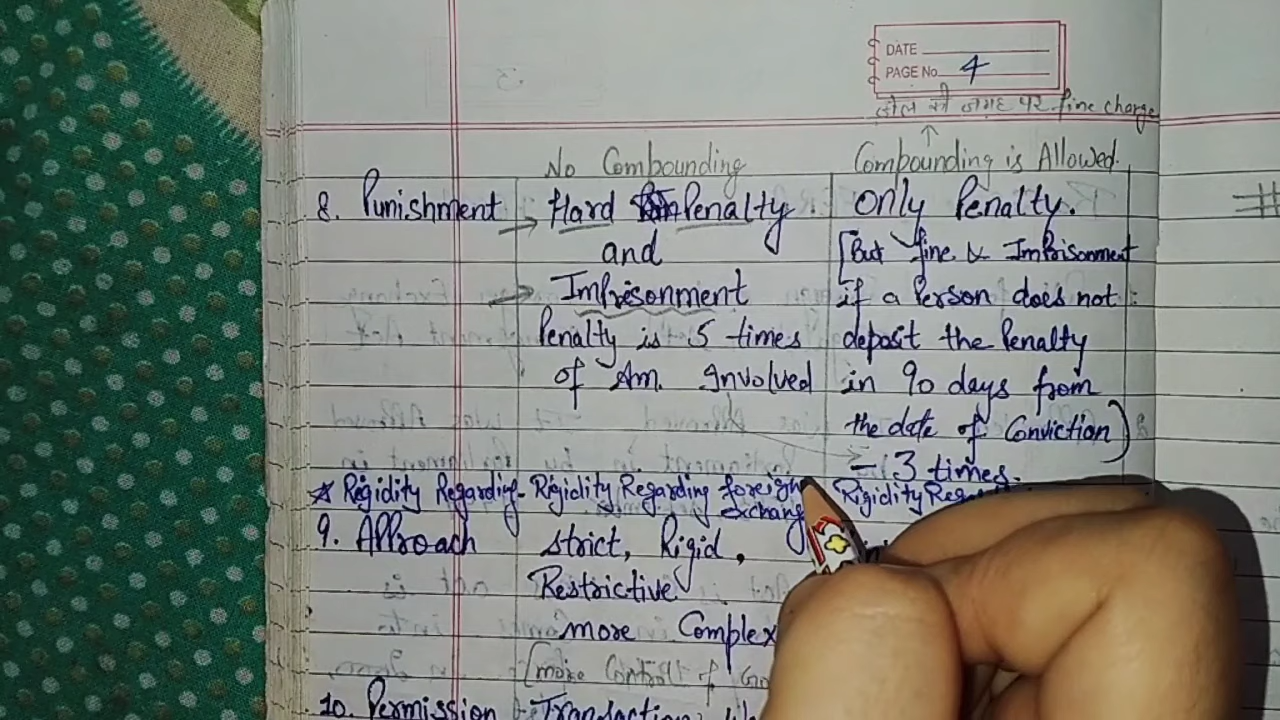 DATE
PAGE No. 4
जेल की जगह पर fine charge
No Compounding
Compounding is Allowed.
8. Punishment
Hard Penalty.
and
Imprisonment
Penalty is 5 times
of Am. Involved
Only Penalty.
[But fine & Imprisonment
if a Person does not
deposit the Penalty
in 90 days from
the date of Conviction)
- 3 times.
Rigidity Regarding-
Rigidity Regarding foreign
exchang
Rigidity
9. Approach
Strict, Rigid,
Restrictive
more Complex
[more Control of
10. Permission
Transaction